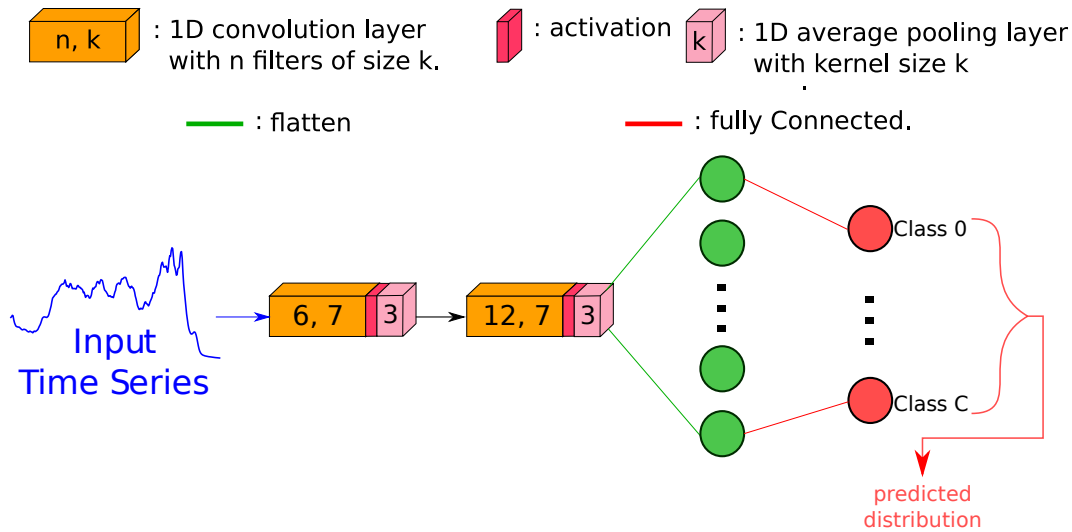 n, k
: 1D convolution layer
with n filters of size k.
: activation
k
: 1D average pooling layer
with kernel size k
.
: flatten
: fully Connected.
Input
Time Series
6, 7
3
12, 7
3
Class 0
Class C
predicted
distribution